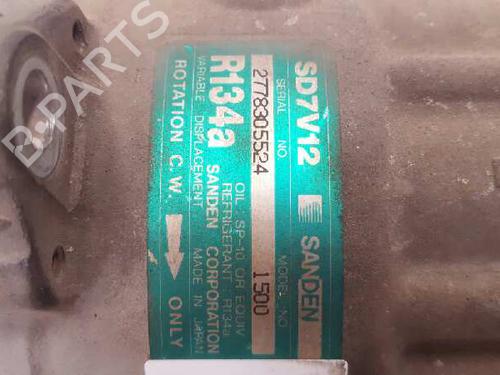 SD7V12 SANDEN
SERIAL NO. MODEL NO.
2778305524 1500
R134a OIL : SP-10 OR EQUIV
REFRIGERANT : R134a
SANDEN CORPORATION
VARIABLE DISPLACEMENT MADE IN JAPAN
ROTATION C.W. ONLY
B-PARTS